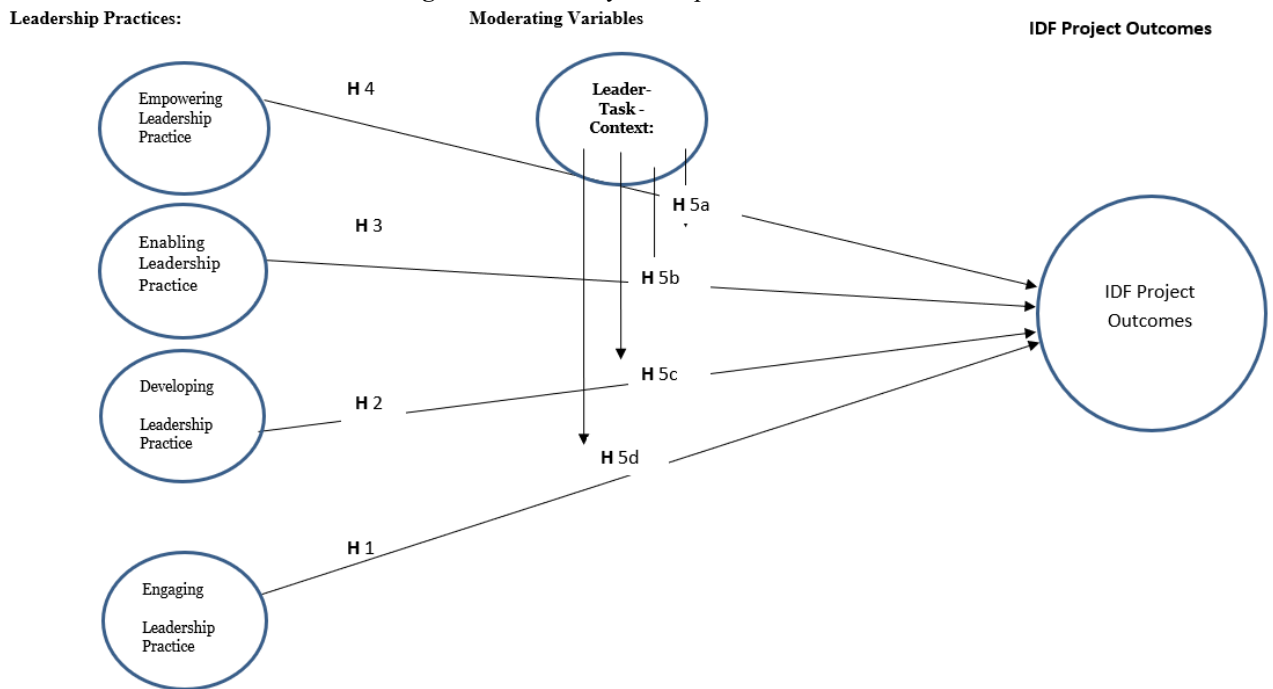 Leadership Practices:
Moderating Variables
IDF Project Outcomes
Empowering
Leadership
Practice
H 4
Leader-
Task -
Context:
H 5a
Enabling
Leadership
Practice
H 3
H 5b
IDF Project
Outcomes
Developing
Leadership
Practice
H 2
H 5c
H 5d
Engaging
Leadership
Practice
H 1